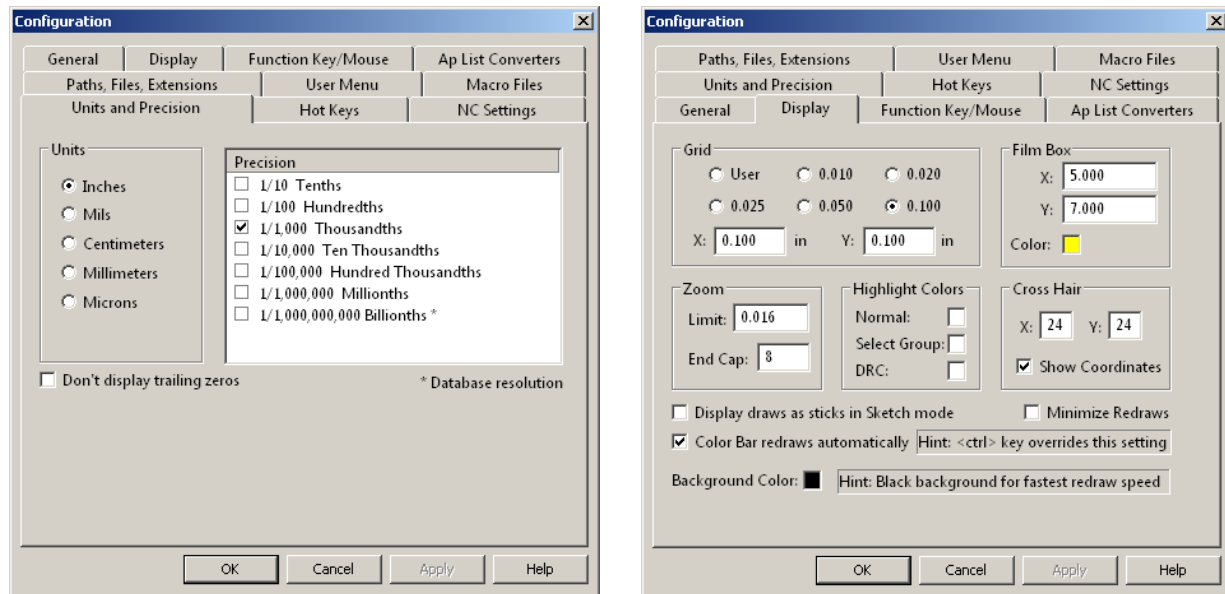 Configuration
General Display Function Key/Mouse Ap List Converters
Paths, Files, Extensions User Menu Macro Files
Units and Precision Hot Keys NC Settings
Units
Inches
Mils
Centimeters
Millimeters
Microns
Precision
1/10 Tenths
1/100 Hundredths
1/1,000 Thousandths
1/10,000 Ten Thousandths
1/100,000 Hundred Thousandths
1/1,000,000 Millionths
1/1,000,000,000 Billionths *
Don't display trailing zeros
* Database resolution
OK Cancel Apply Help
Configuration
Paths, Files, Extensions User Menu Macro Files
Units and Precision Hot Keys NC Settings
General Display Function Key/Mouse Ap List Converters
Grid
User 0.010 0.020
0.025 0.050 0.100
X: 0.100 in Y: 0.100 in
Film Box
X: 5.000
Y: 7.000
Color:
Zoom
Limit: 0.016
End Cap: 8
Highlight Colors
Normal:
Select Group:
DRC:
Cross Hair
X: 24 Y: 24
Show Coordinates
Display draws as sticks in Sketch mode Minimize Redraws
Color Bar redraws automatically Hint: <ctrl> key overrides this setting
Background Color: Hint: Black background for fastest redraw speed
OK Cancel Apply Help